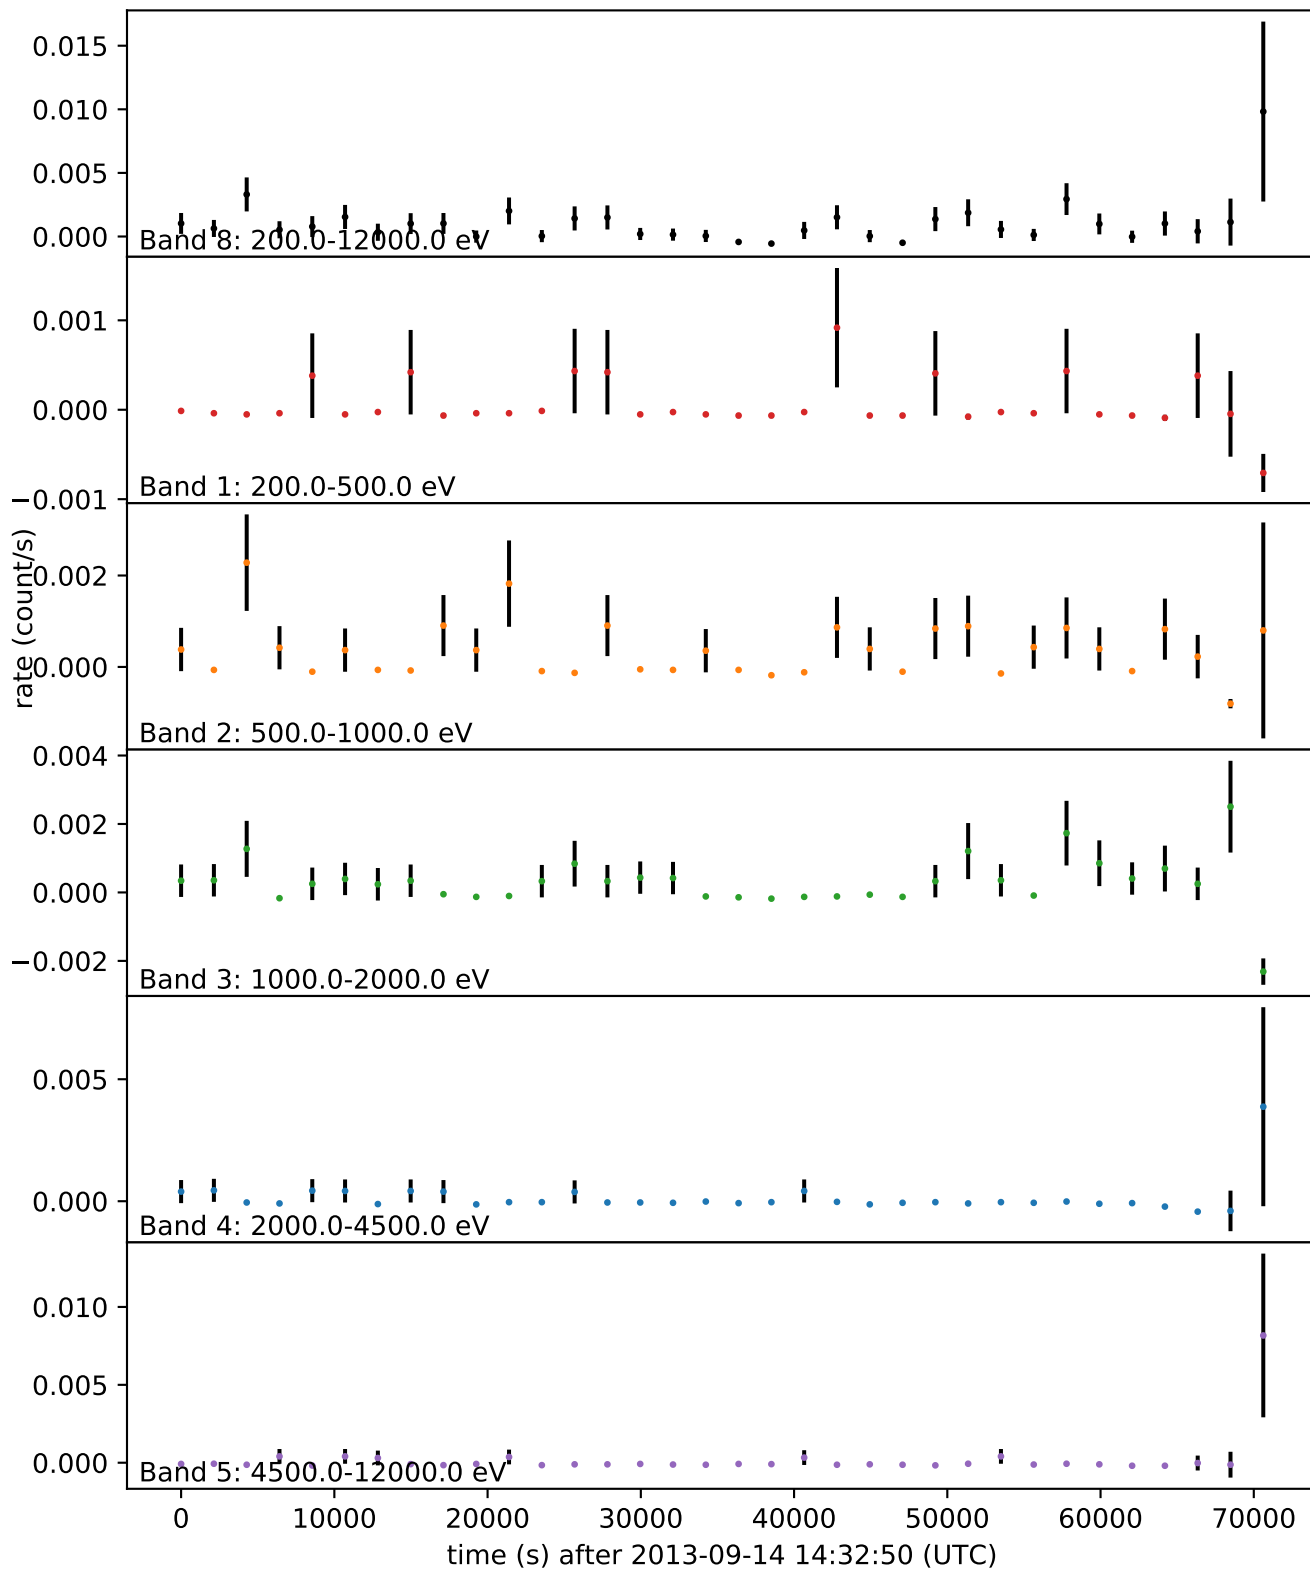 0.015
0.010
0.005
0.000
Band 8: 200.0-12000.0 eV
0.001
0.000
−0.001
Band 1: 200.0-500.0 eV
rate (count/s)
0.002
0.000
Band 2: 500.0-1000.0 eV
0.004
0.002
0.000
−0.002
Band 3: 1000.0-2000.0 eV
0.005
0.000
Band 4: 2000.0-4500.0 eV
0.010
0.005
0.000
Band 5: 4500.0-12000.0 eV
0 10000 20000 30000 40000 50000 60000 70000
time (s) after 2013-09-14 14:32:50 (UTC)